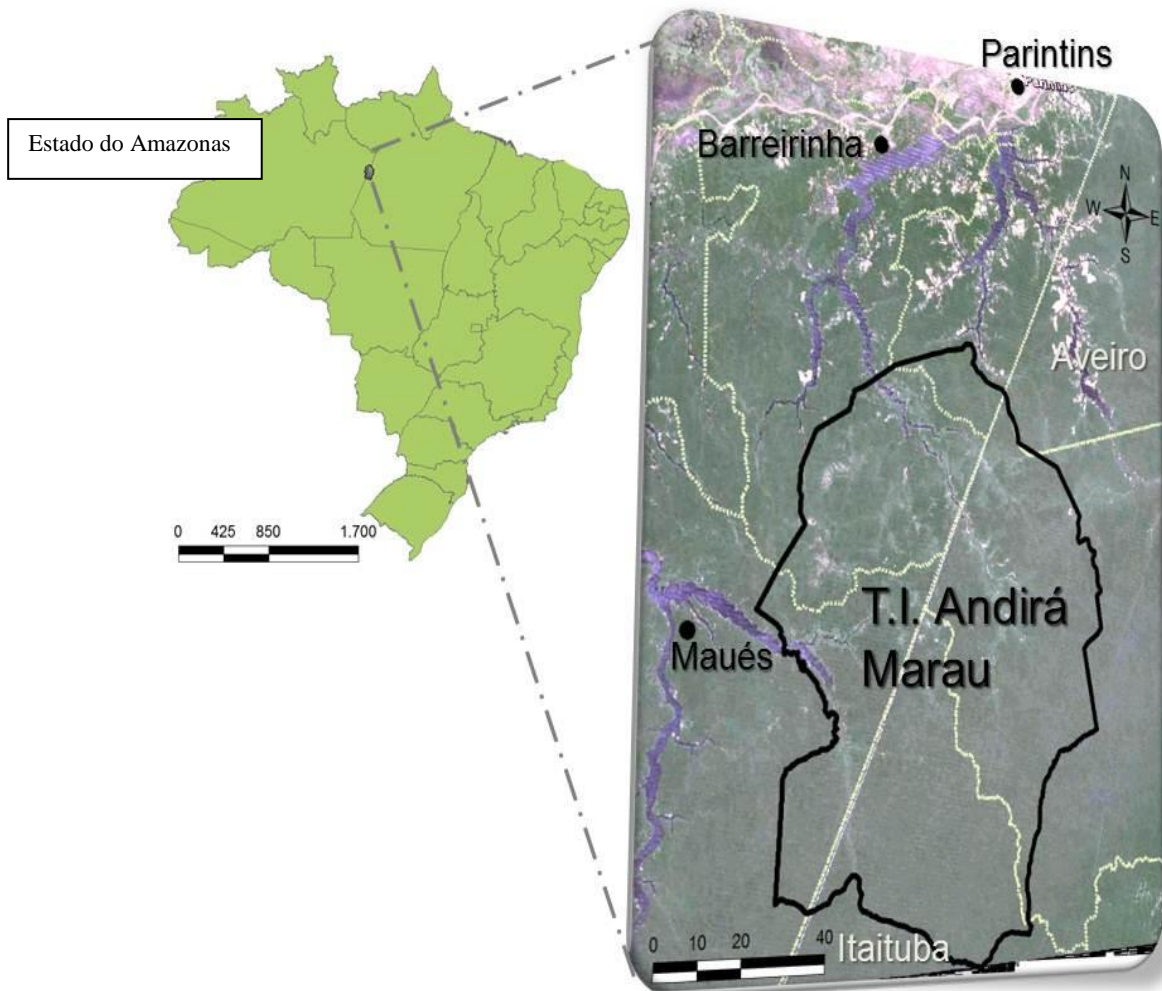 Estado do Amazonas
0 425 850 1.700
Parintins
Parintins
Barreirinha
N
W E
S
Aveiro
T.I. Andirá
Marau
Maués
Itaituba
0 10 20 40